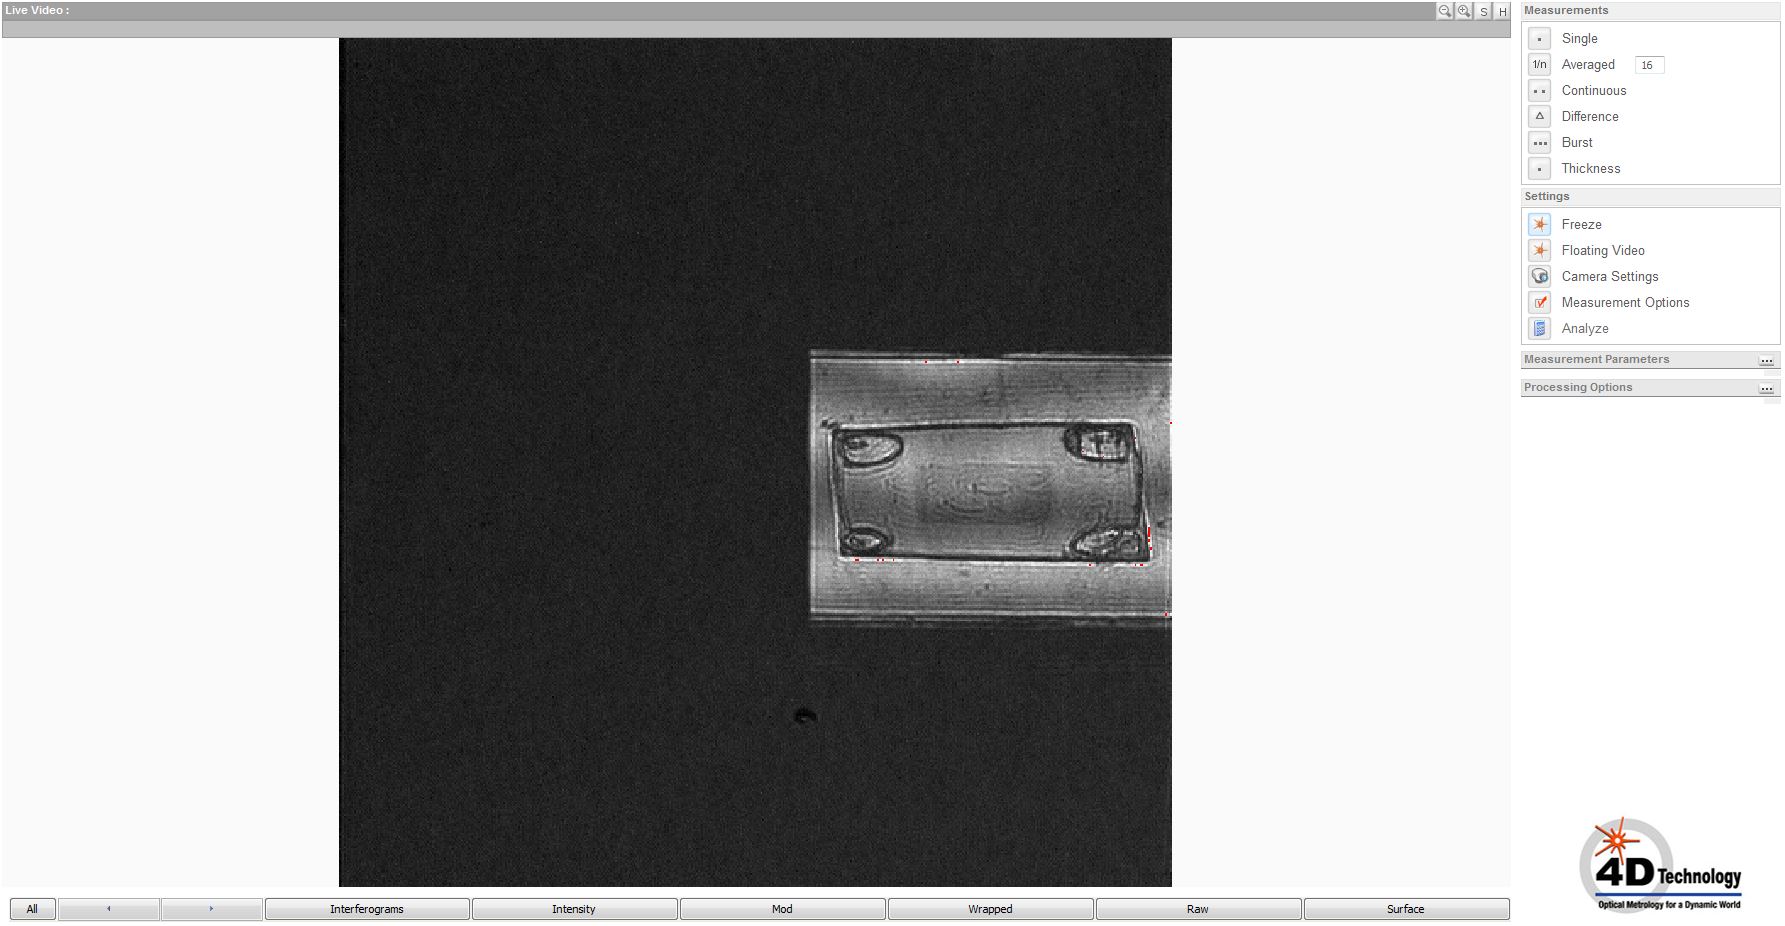 Live Video :
S H
Measurements
Single
1/n Averaged 16
Continuous
Difference
Burst
Thickness
Settings
Freeze
Floating Video
Camera Settings
Measurement Options
Analyze
Measurement Parameters ...
Processing Options ...
4D Technology
Optical Metrology for a Dynamic World
All Interferograms Intensity Mod Wrapped Raw Surface